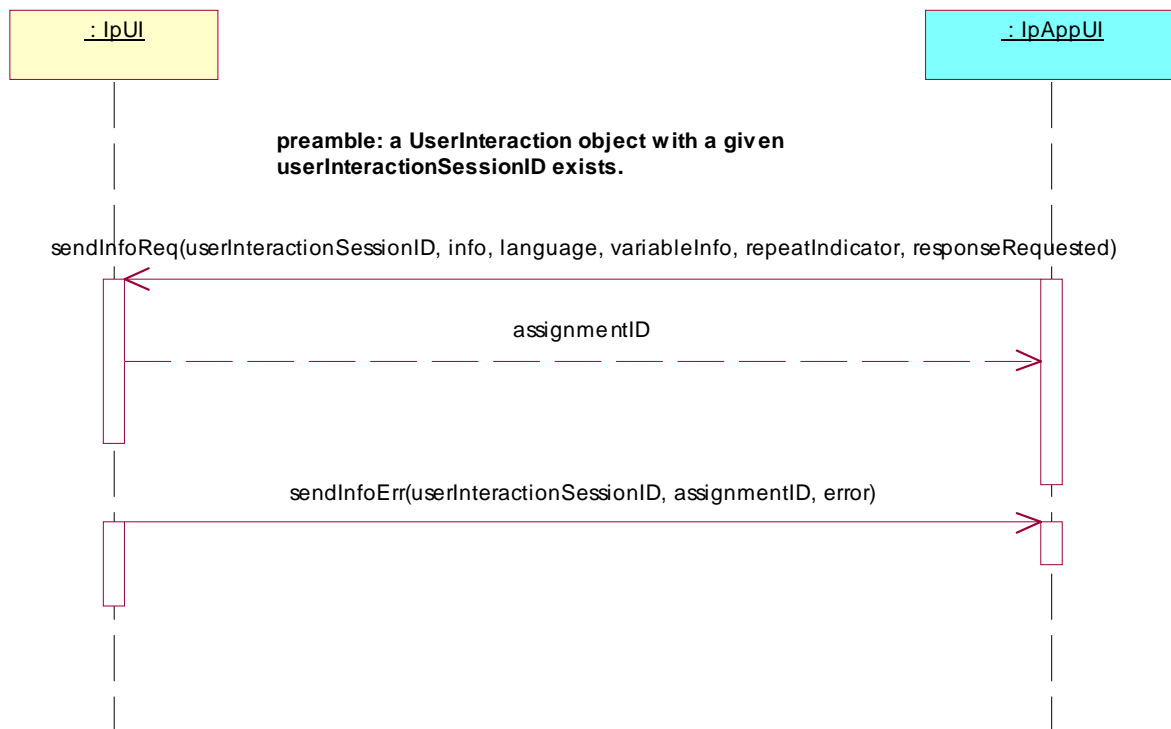 : IpUI
: IpAppUI
preamble: a UserInteraction object with a given
userInteractionSessionID exists.
sendInfoReq(userInteractionSessionID, info, language, variableInfo, repeatIndicator, responseRequested)
assignmentID
sendInfoErr(userInteractionSessionID, assignmentID, error)